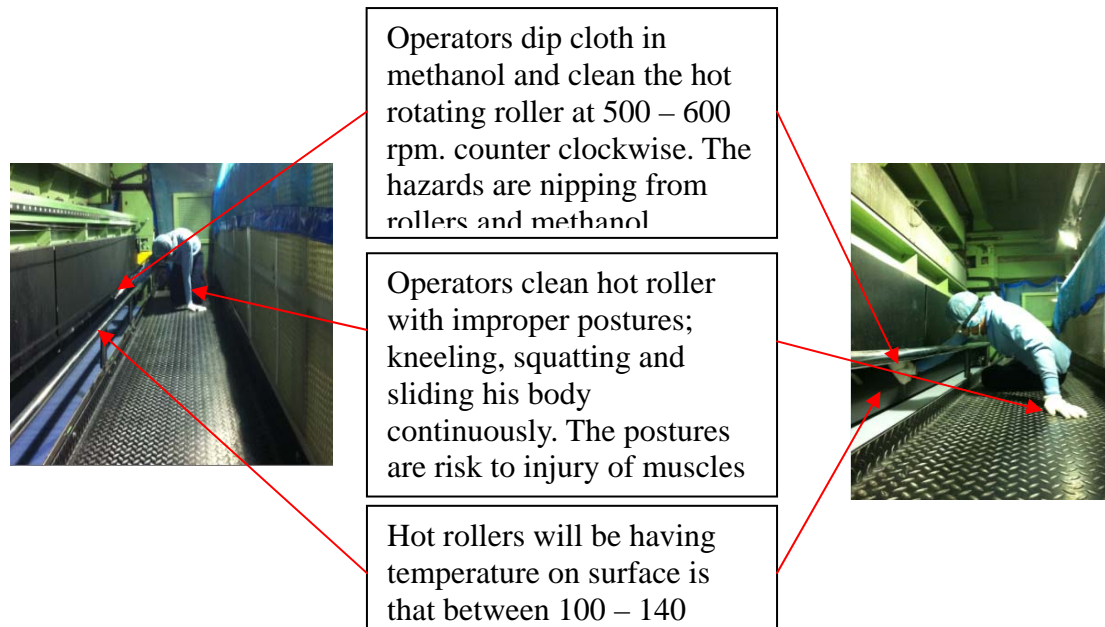 Operators dip cloth in
methanol and clean the hot
rotating roller at 500 – 600
rpm. counter clockwise. The
hazards are nipping from
rollers and methanol
Operators clean hot roller
with improper postures;
kneeling, squatting and
sliding his body
continuously. The postures
are risk to injury of muscles
Hot rollers will be having
temperature on surface is
that between 100 – 140